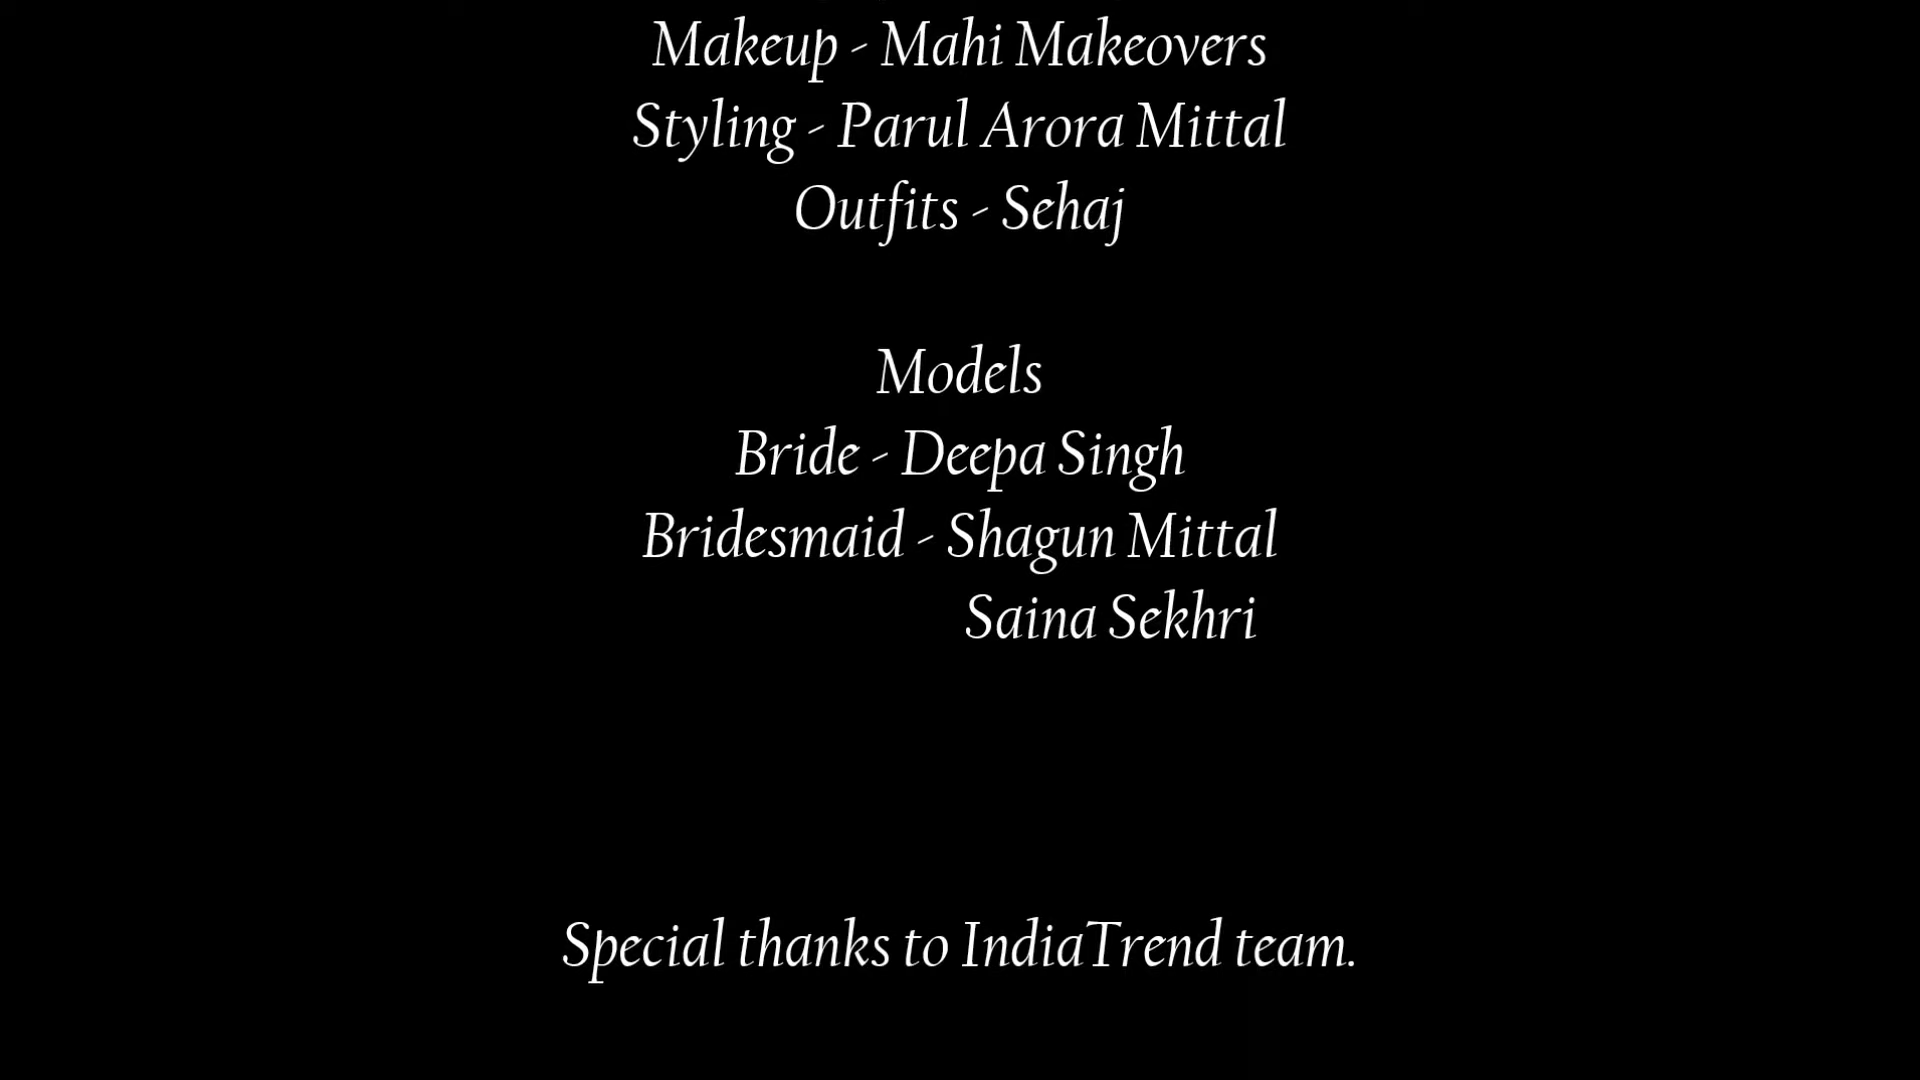 Makeup - Mahi Makeovers
Styling - Parul Arora Mittal
Outfits - Sehaj
Models
Bride - Deepa Singh
Bridesmaid - Shagun Mittal
Saina Sekhri
Special thanks to IndiaTrend team.